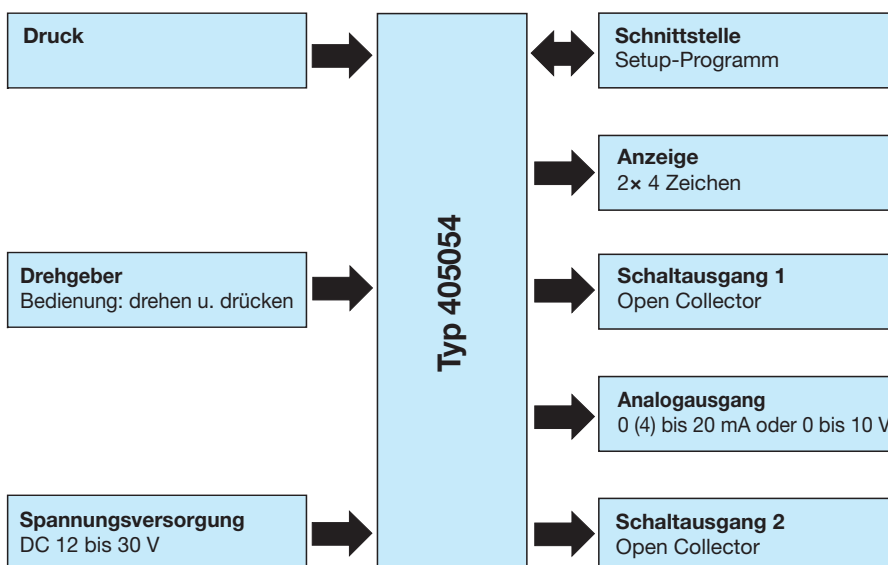 Druck
Drehgeber
Bedienung: drehen u. drücken
Spannungsversorgung
DC 12 bis 30 V
Typ 405054
Schnittstelle
Setup-Programm
Anzeige
2× 4 Zeichen
Schaltausgang 1
Open Collector
Analogausgang
0 (4) bis 20 mA oder 0 bis 10 V
Schaltausgang 2
Open Collector